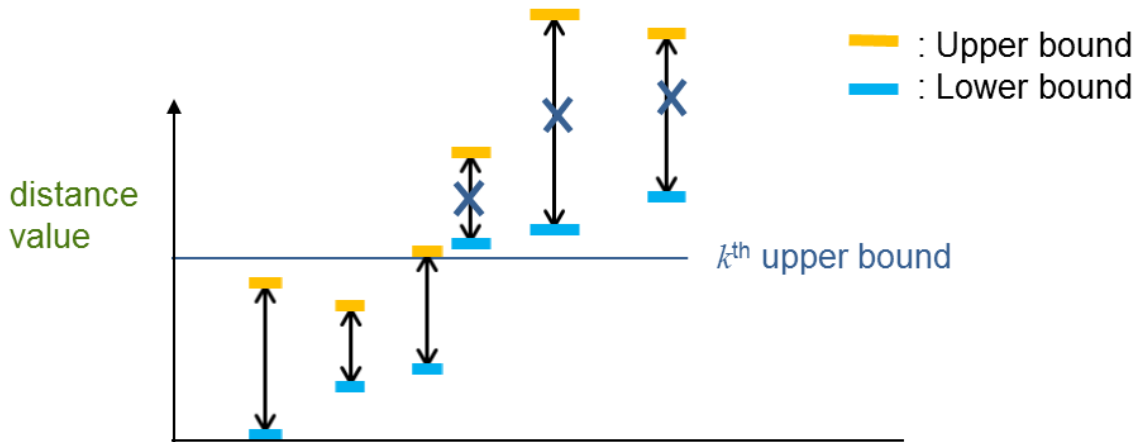 : Upper bound
: Lower bound
distance
value
kth upper bound